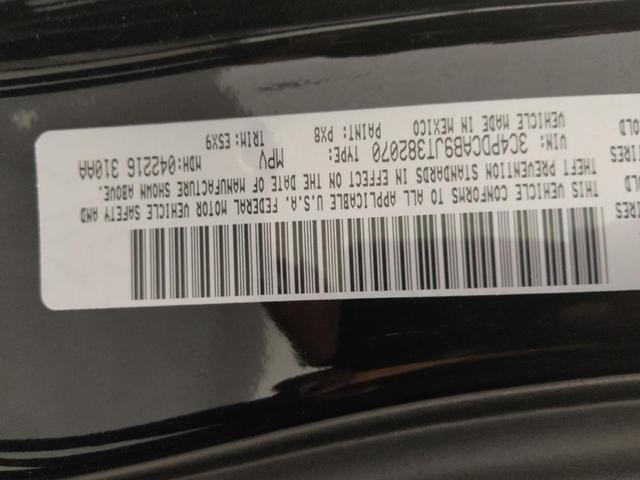 THIS VEHICLE CONFORMS TO ALL APPLICABLE U.S.A. FEDERAL MOTOR VEHICLE SAFETY AND
THEFT PREVENTION STANDARDS IN EFFECT ON THE DATE OF MANUFACTURE SHOWN ABOVE.
VIN: 3C4PDCAB9JT382070 TYPE: MPV MDH:042216 310AA
VEHICLE MADE IN MEXICO PAINT: PX8 TRIM: E5X9